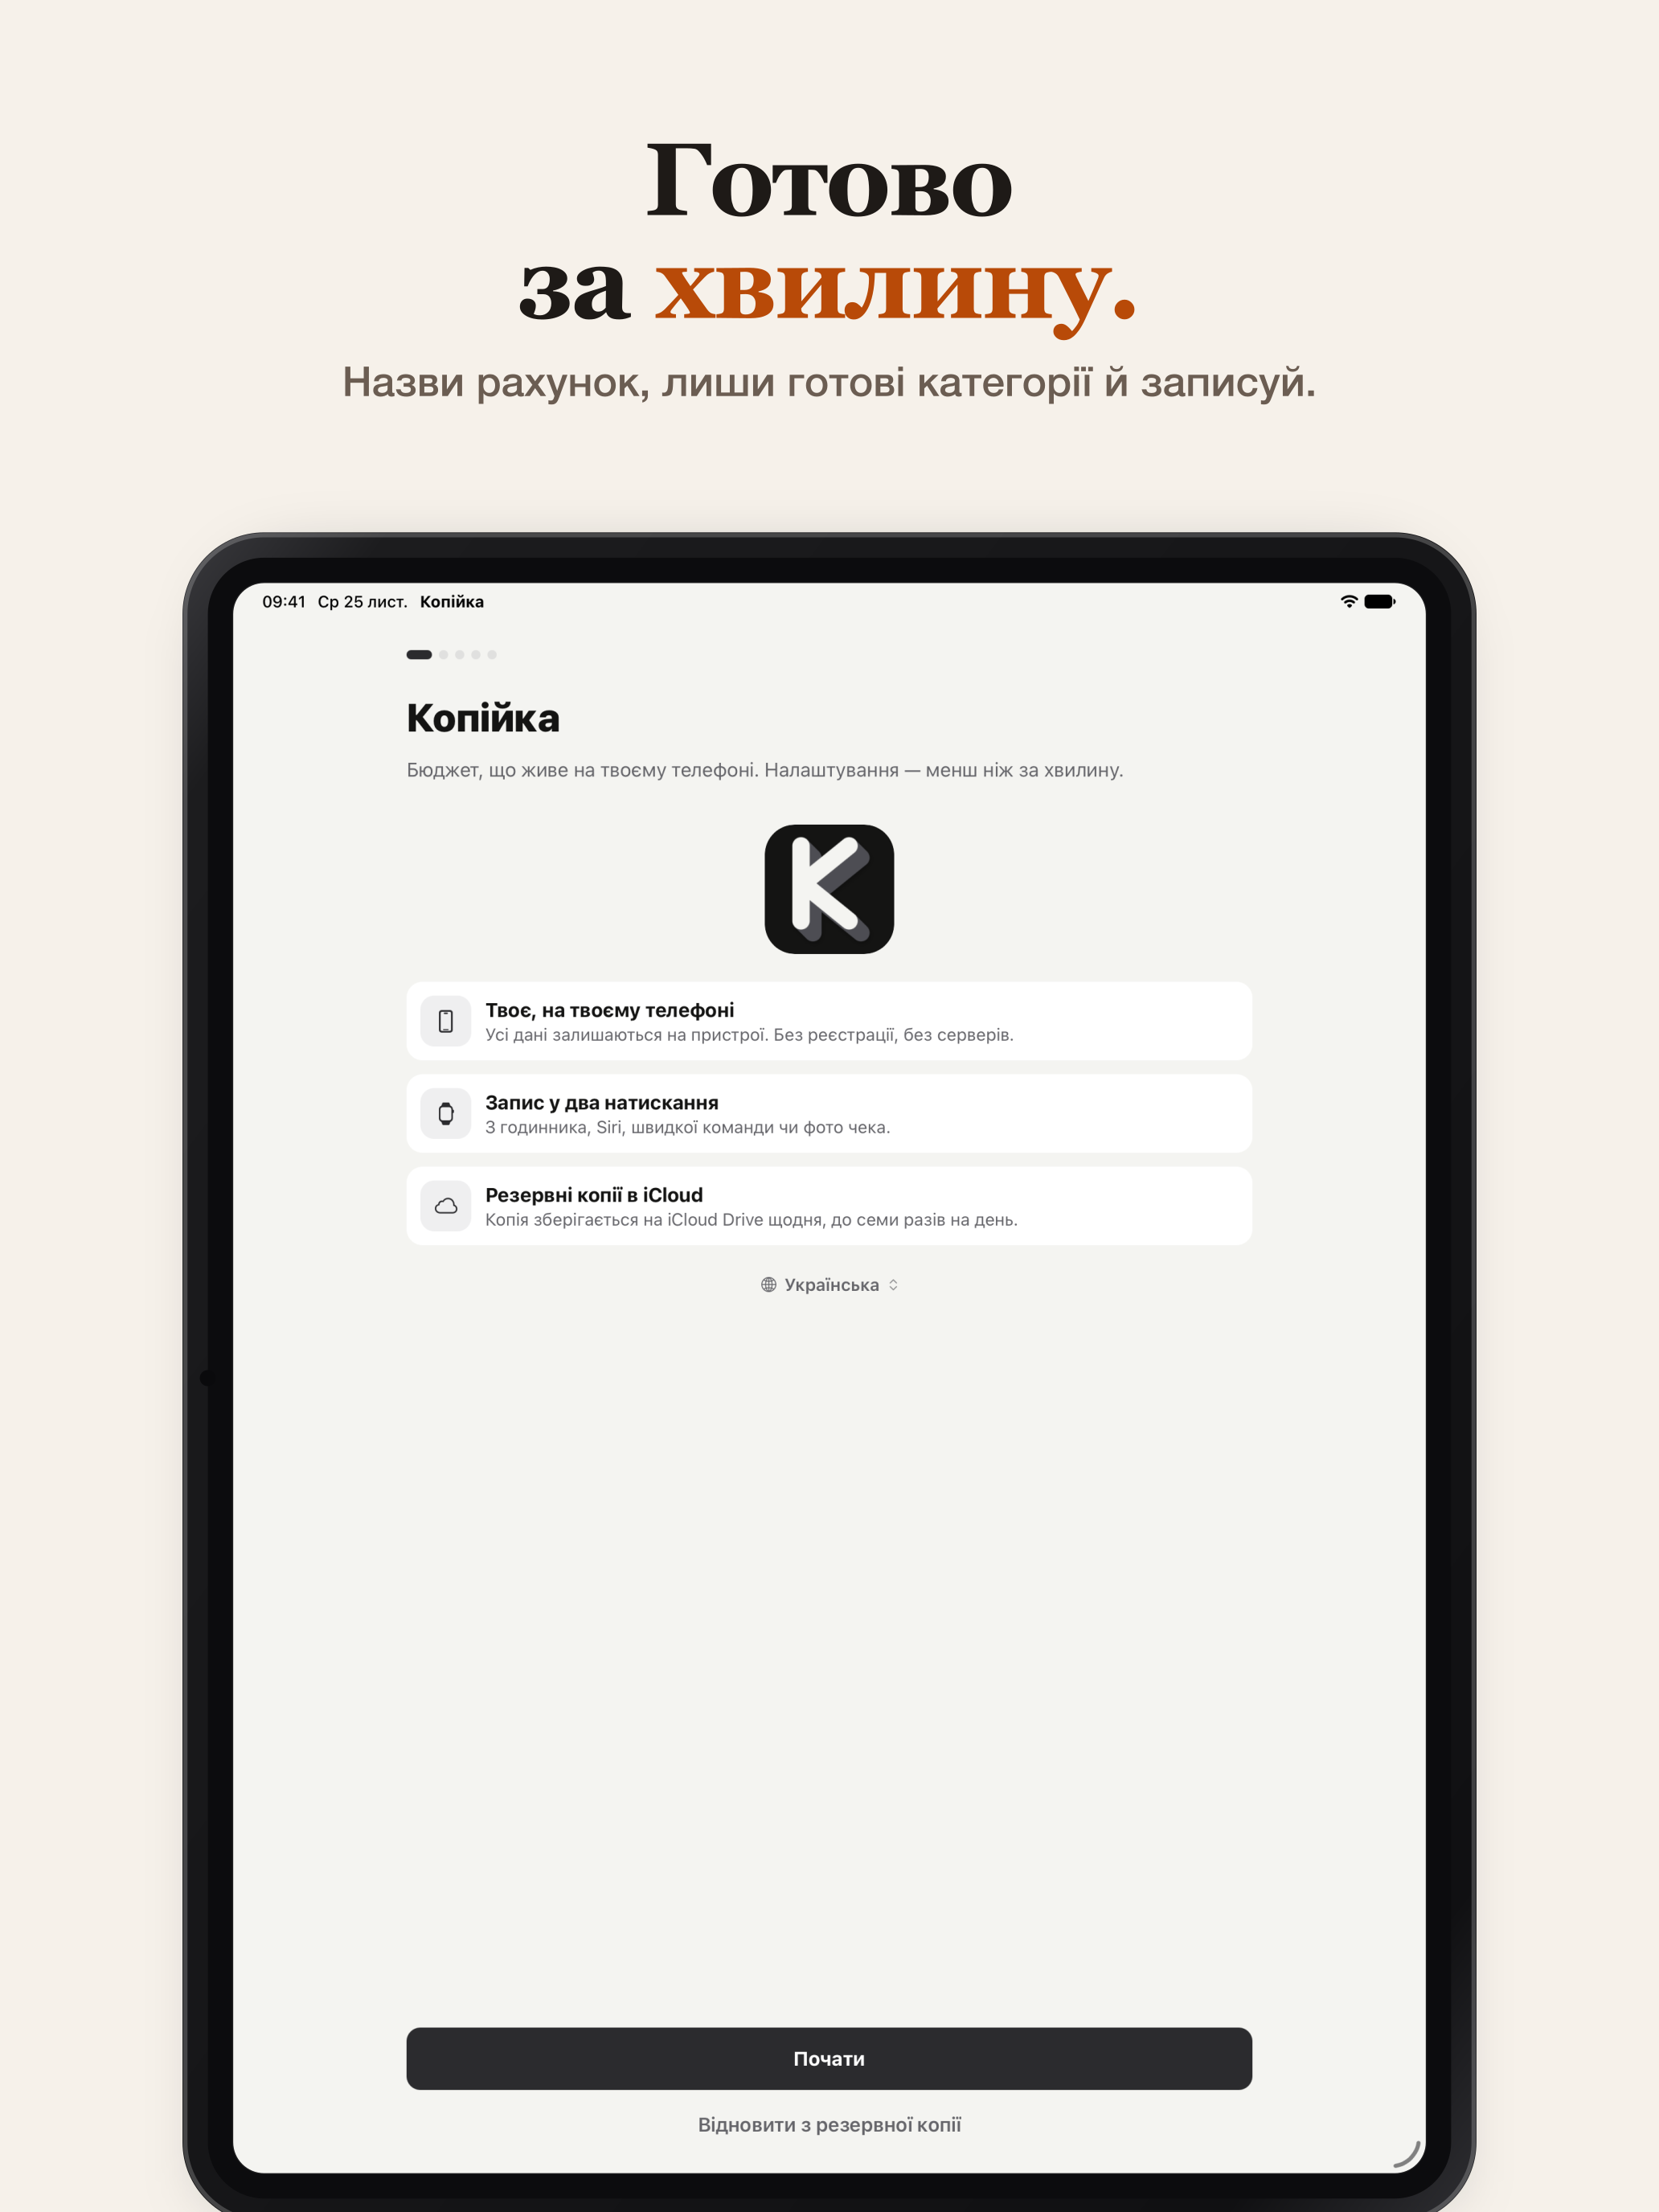 Готово
за хвилину.
Назви рахунок, лиши готові категорії й записуй.
09:41 Ср 25 лист. Копійка
Копійка
Бюджет, що живе на твоєму телефоні. Налаштування — менш ніж за хвилину.
K
Твоє, на твоєму телефоні
Усі дані залишаються на пристрої. Без реєстрації, без серверів.
Запис у два натискання
З годинника, Siri, швидкої команди чи фото чека.
Резервні копії в iCloud
Копія зберігається на iCloud Drive щодня, до семи разів на день.
Українська
Почати
Відновити з резервної копії